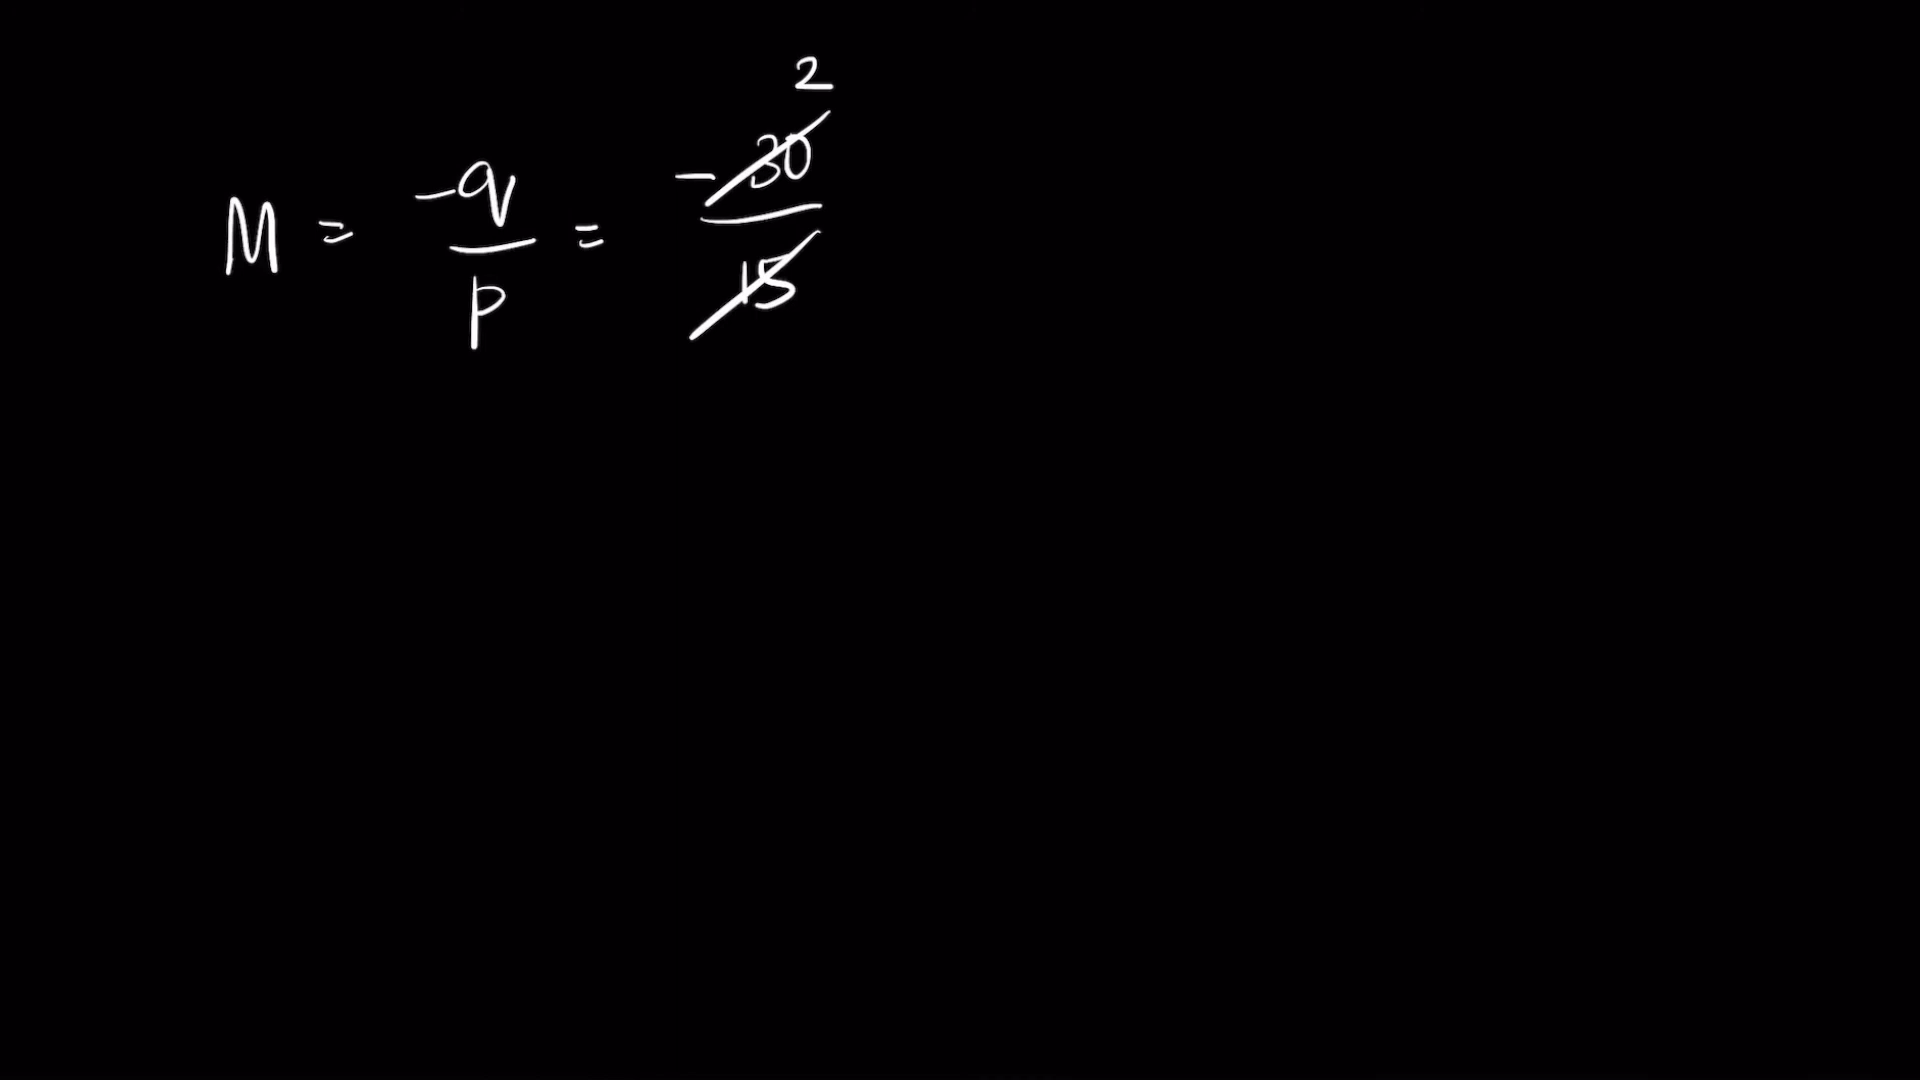 M = -q/p = -30/15 2